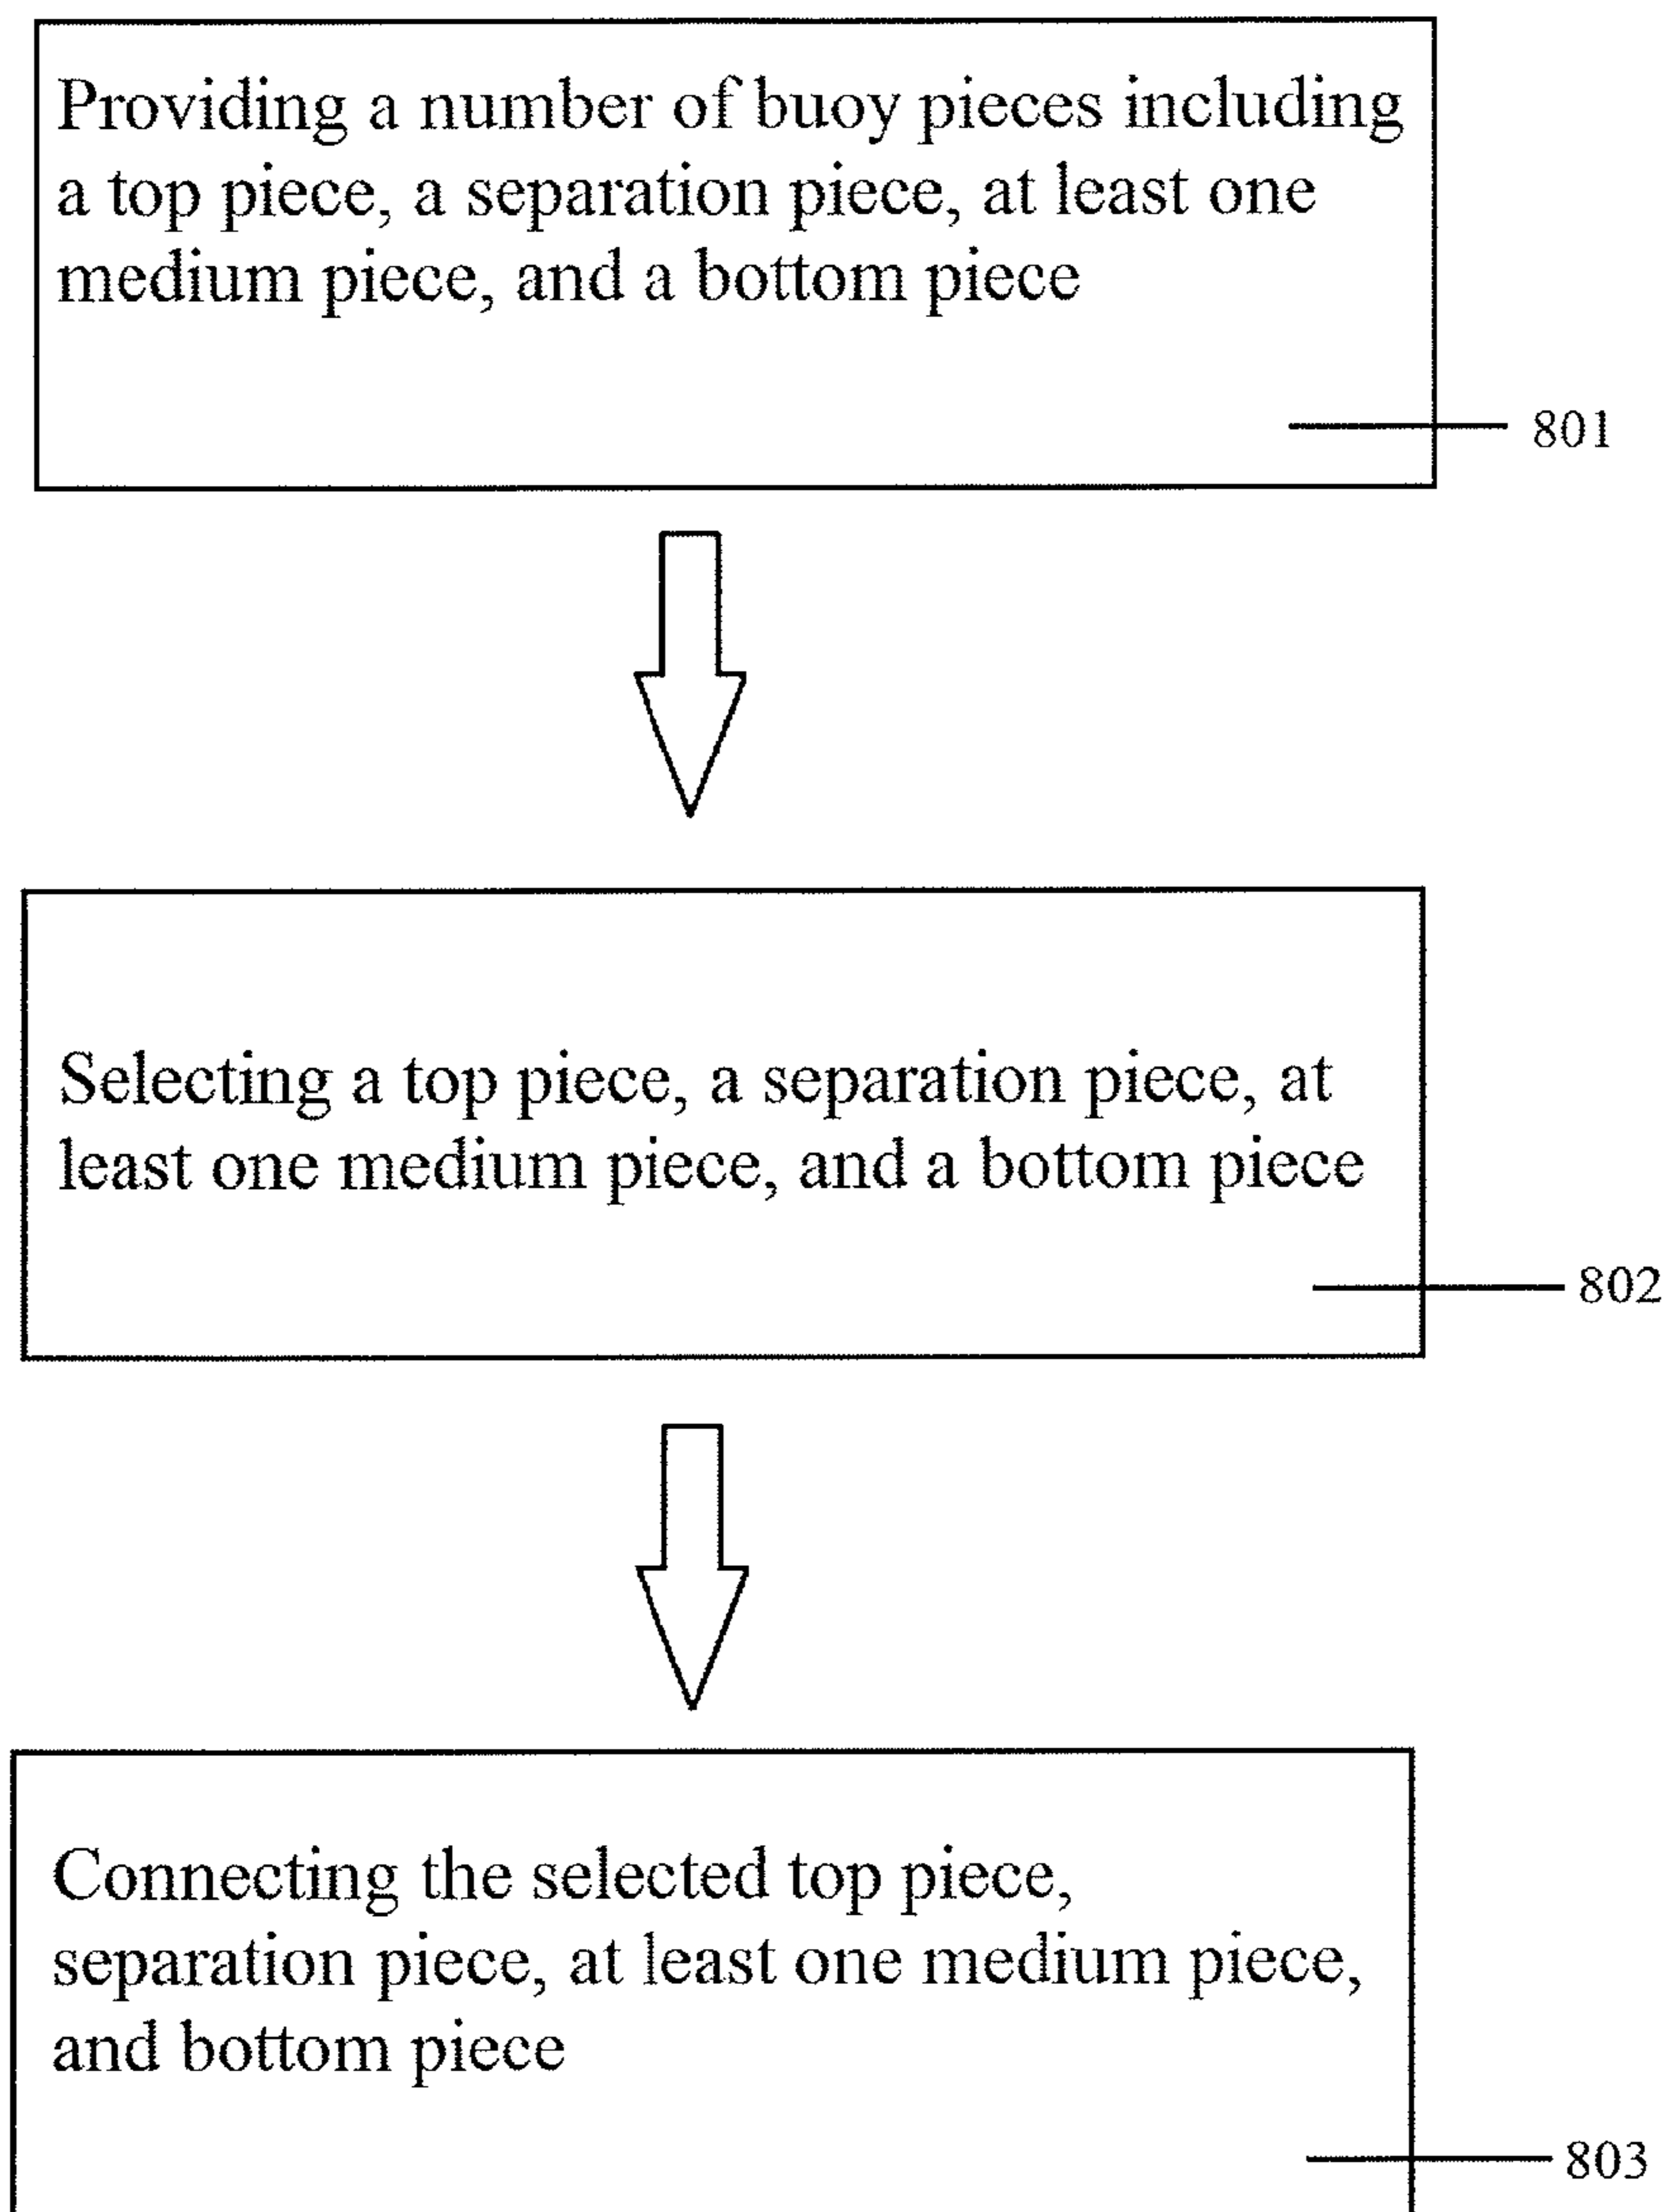 Providing a number of buoy pieces including
a top piece, a separation piece, at least one
medium piece, and a bottom piece
801
Selecting a top piece, a separation piece, at
least one medium piece, and a bottom piece
802
Connecting the selected top piece,
separation piece, at least one medium piece,
and bottom piece
803